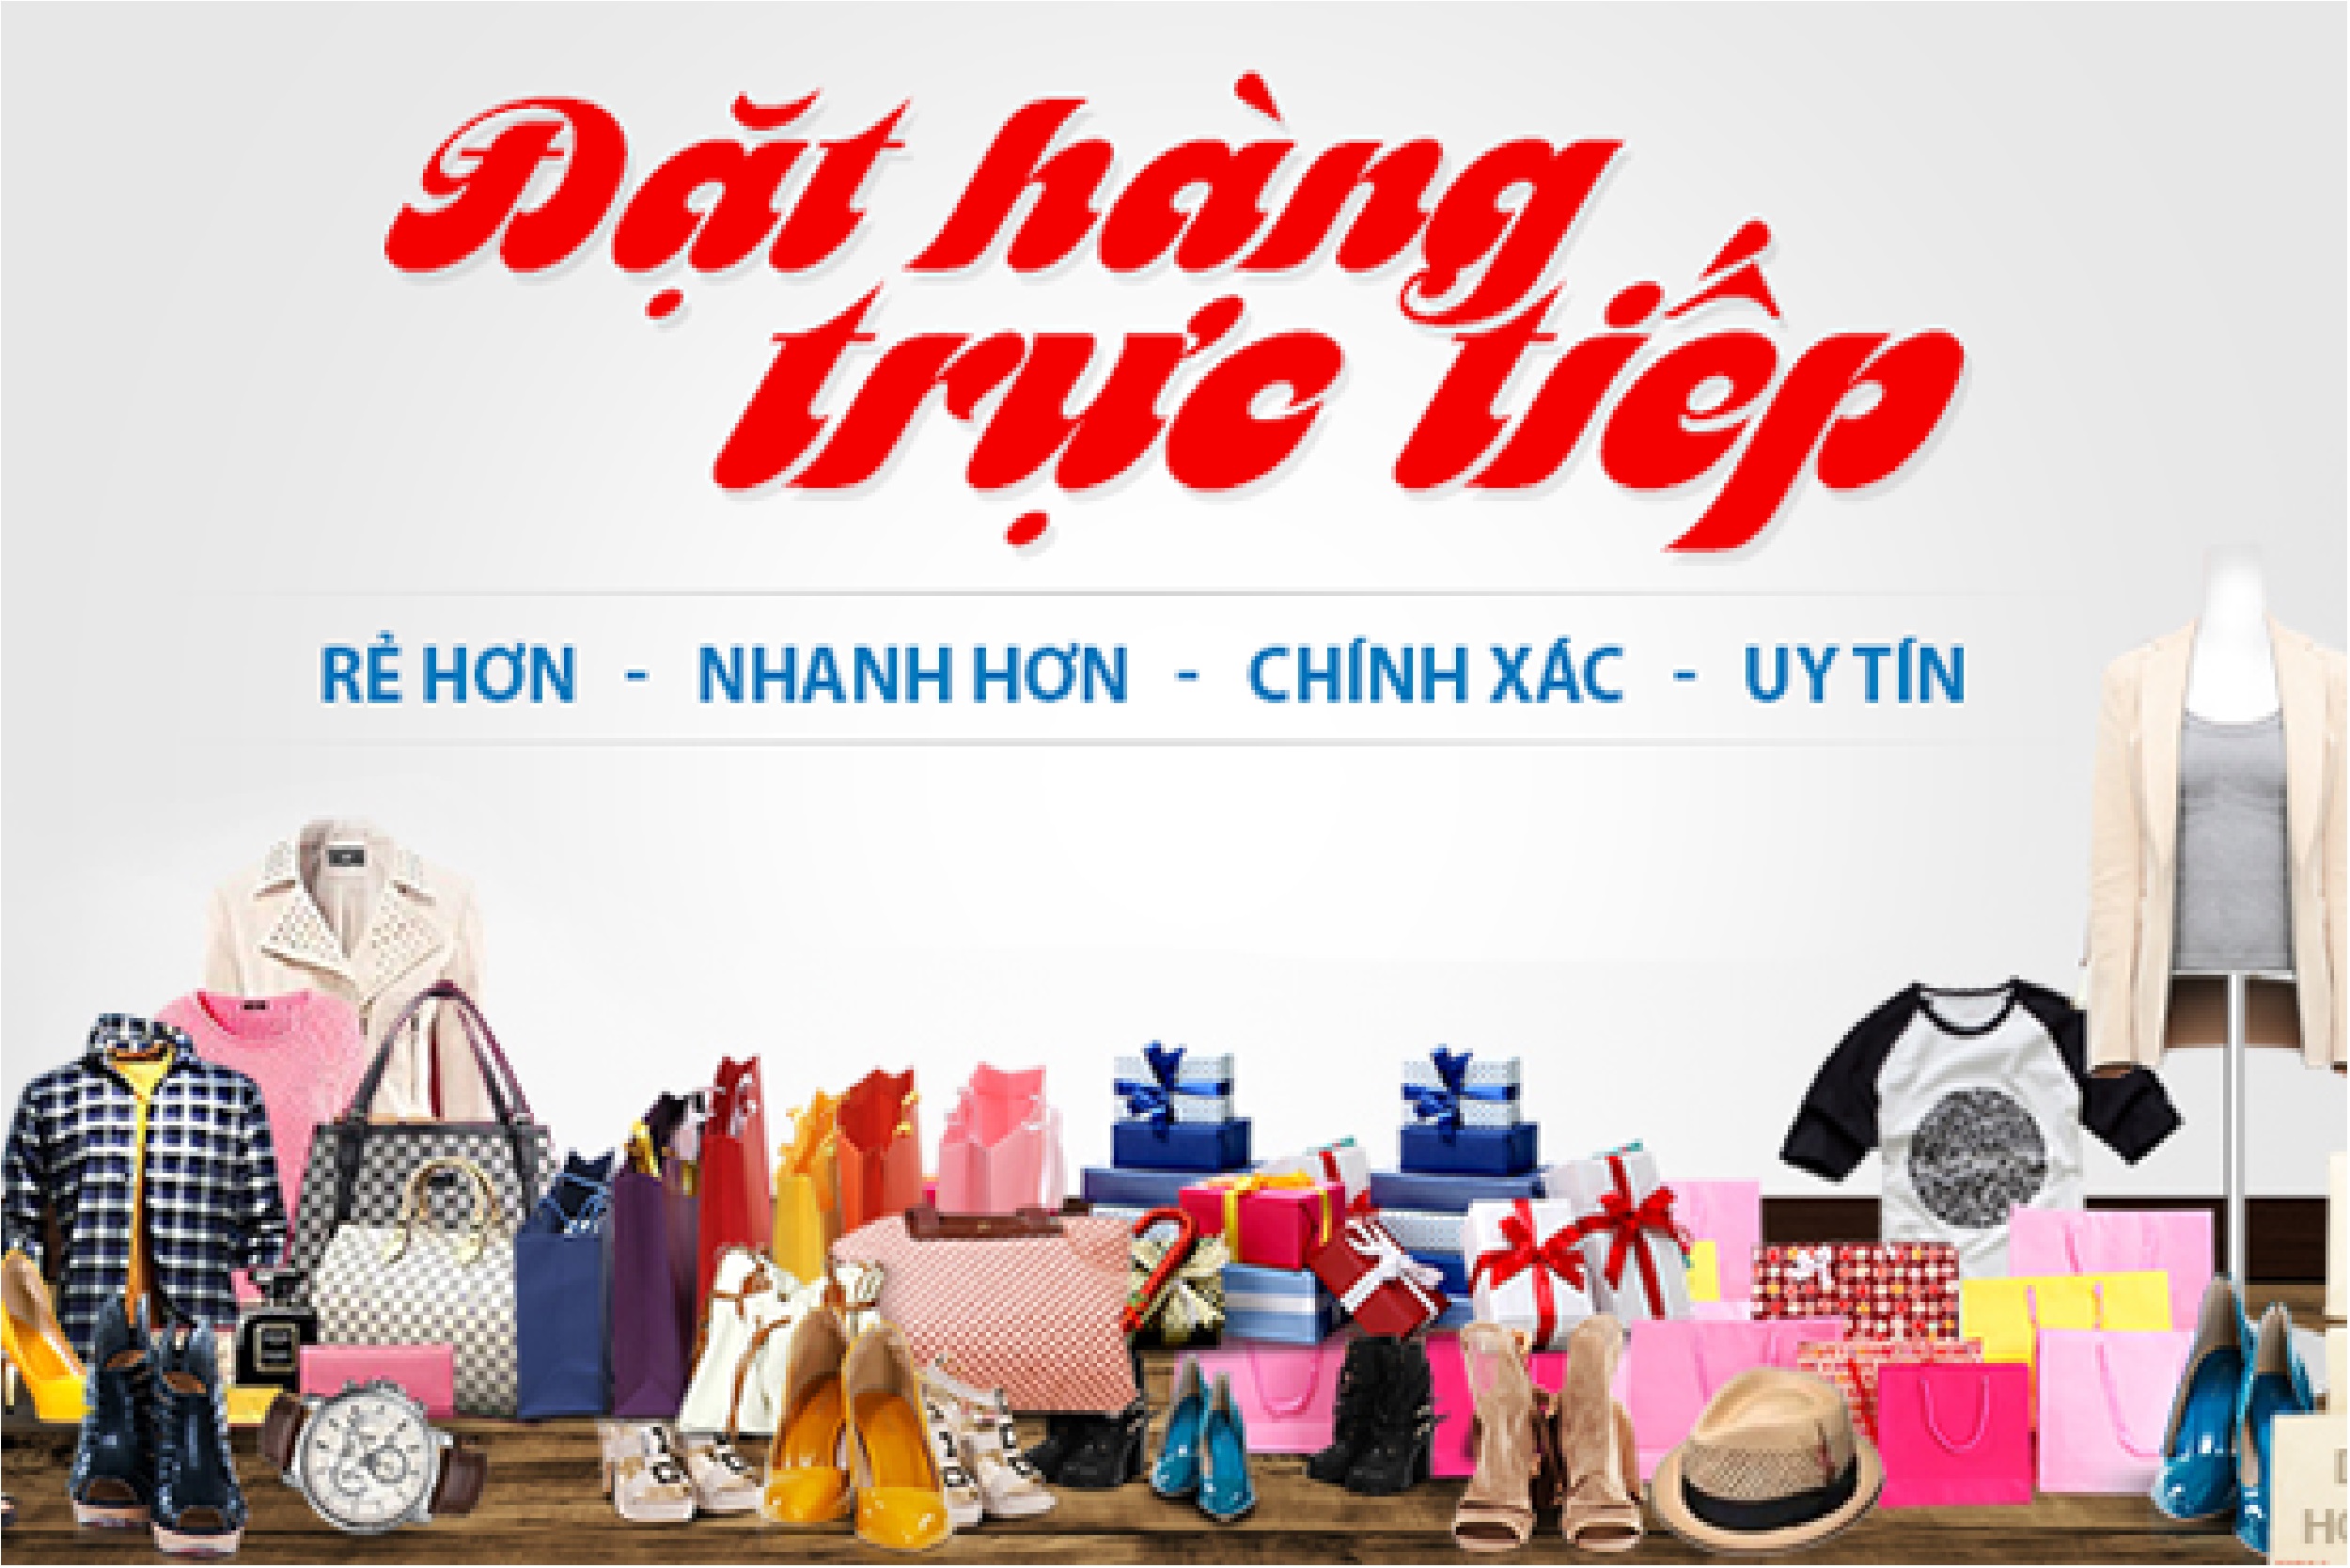 Đặt hàng
trực tiếp
RẺ HƠN - NHANH HƠN - CHÍNH XÁC - UY TÍN